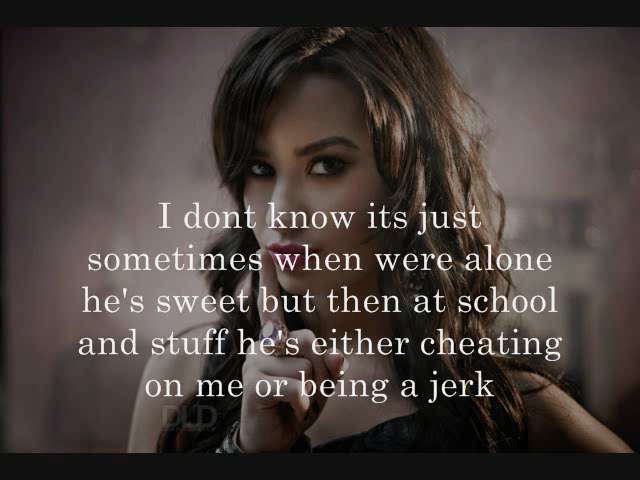 I dont know its just
sometimes when were alone
he's sweet but then at school
and stuff he's either cheating
on me or being a jerk
DLD